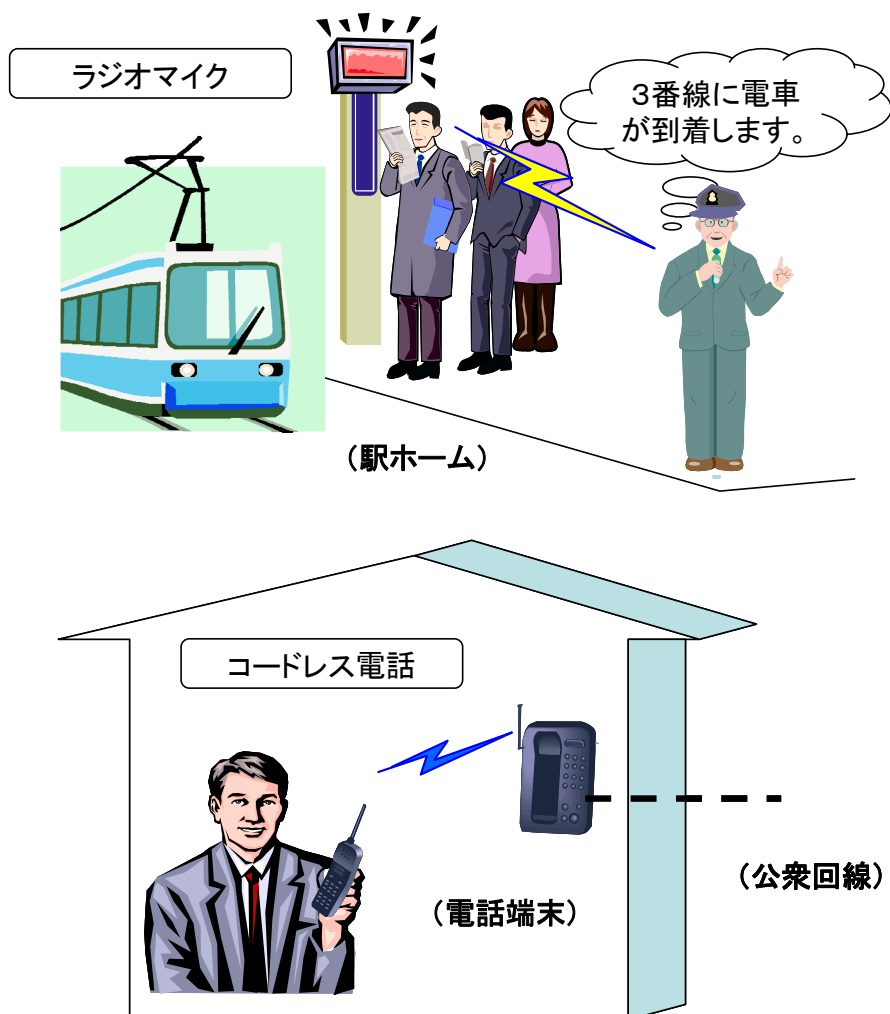 ラジオマイク
3番線に電車
が到着します。
（駅ホーム）
コードレス電話
（公衆回線）
（電話端末）